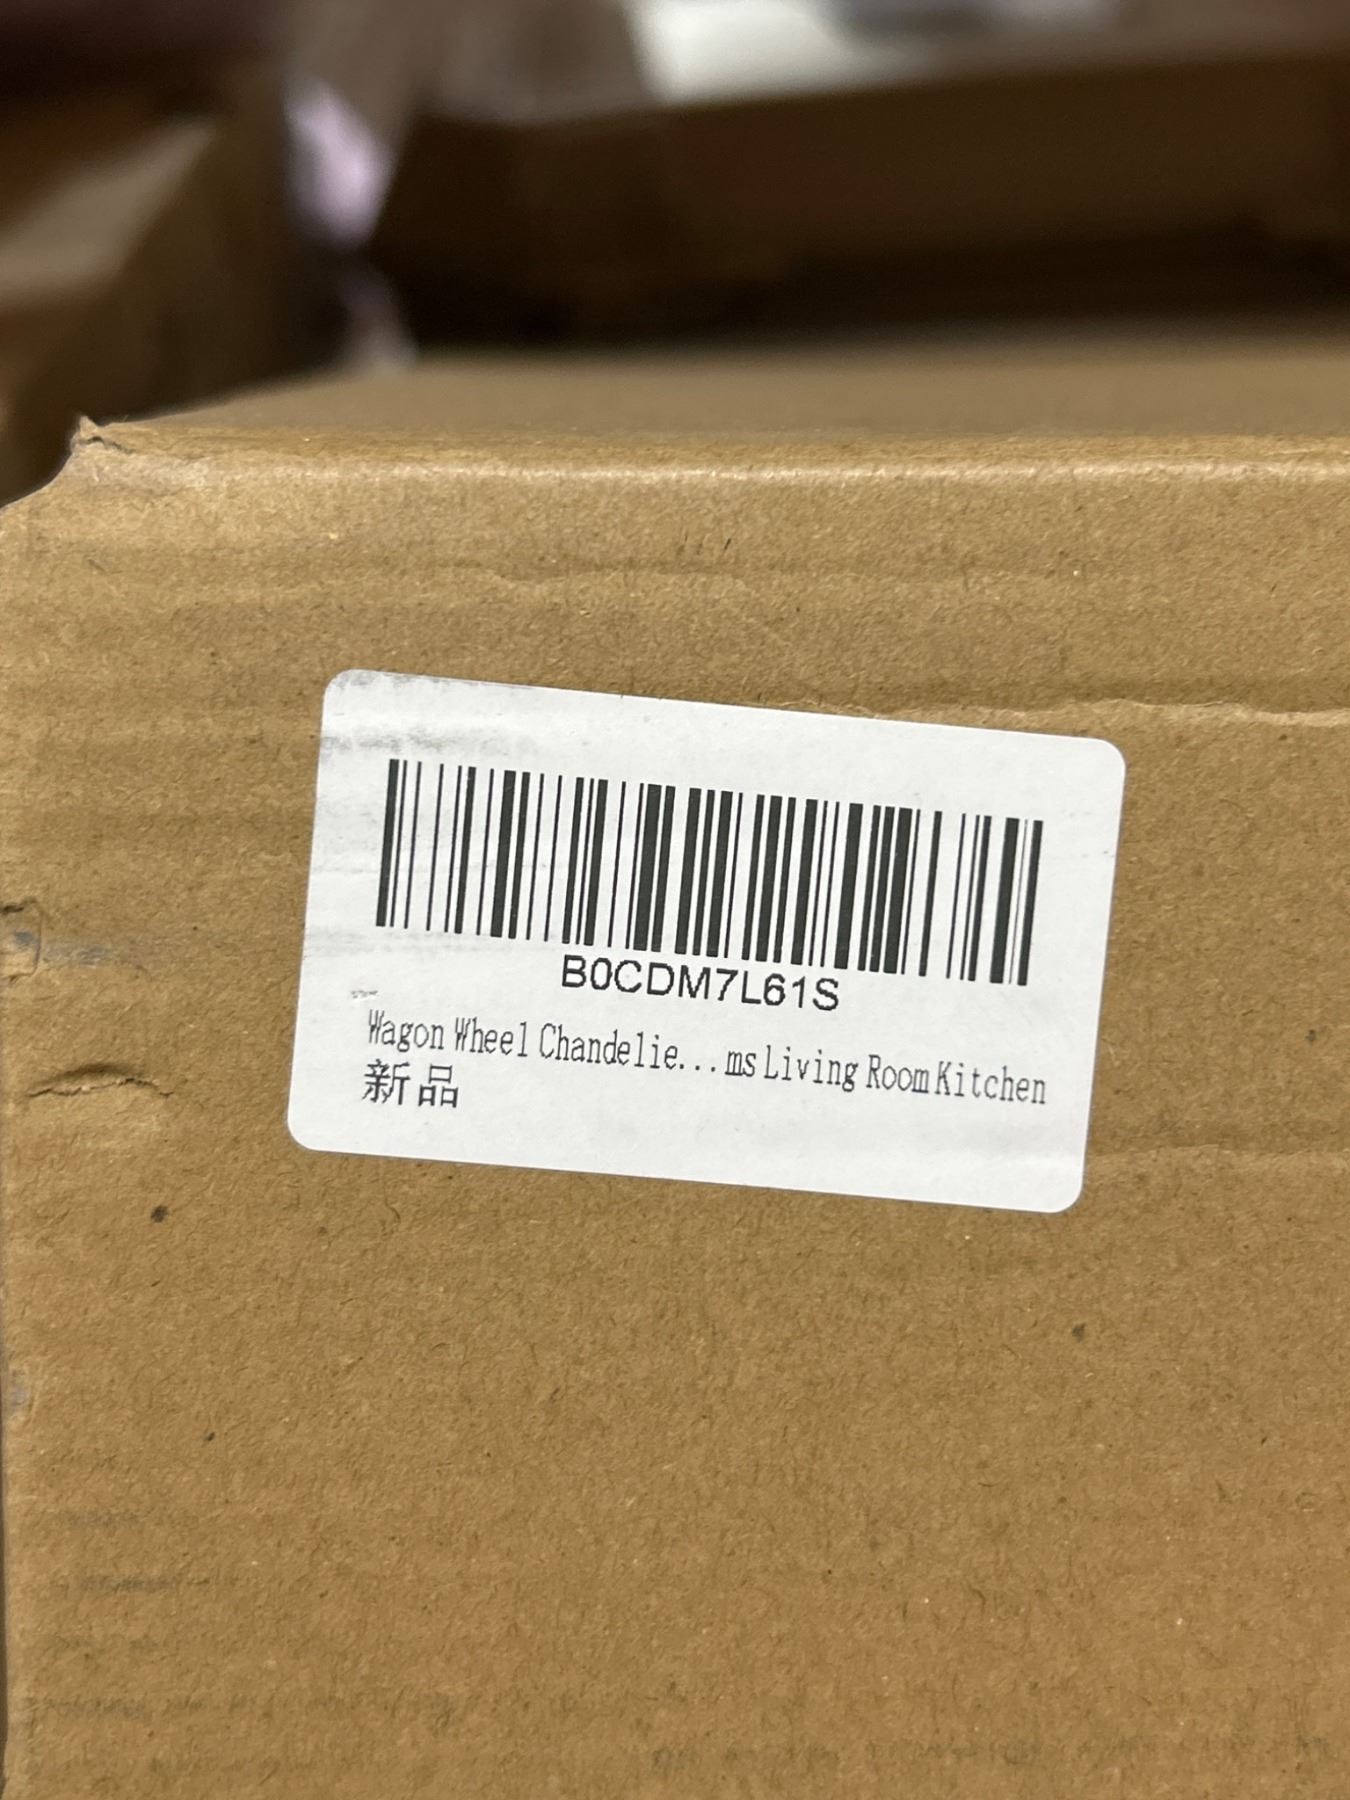 B0CDM7L61S
Wagon Wheel Chandelie...ms Living Room Kitchen
新品